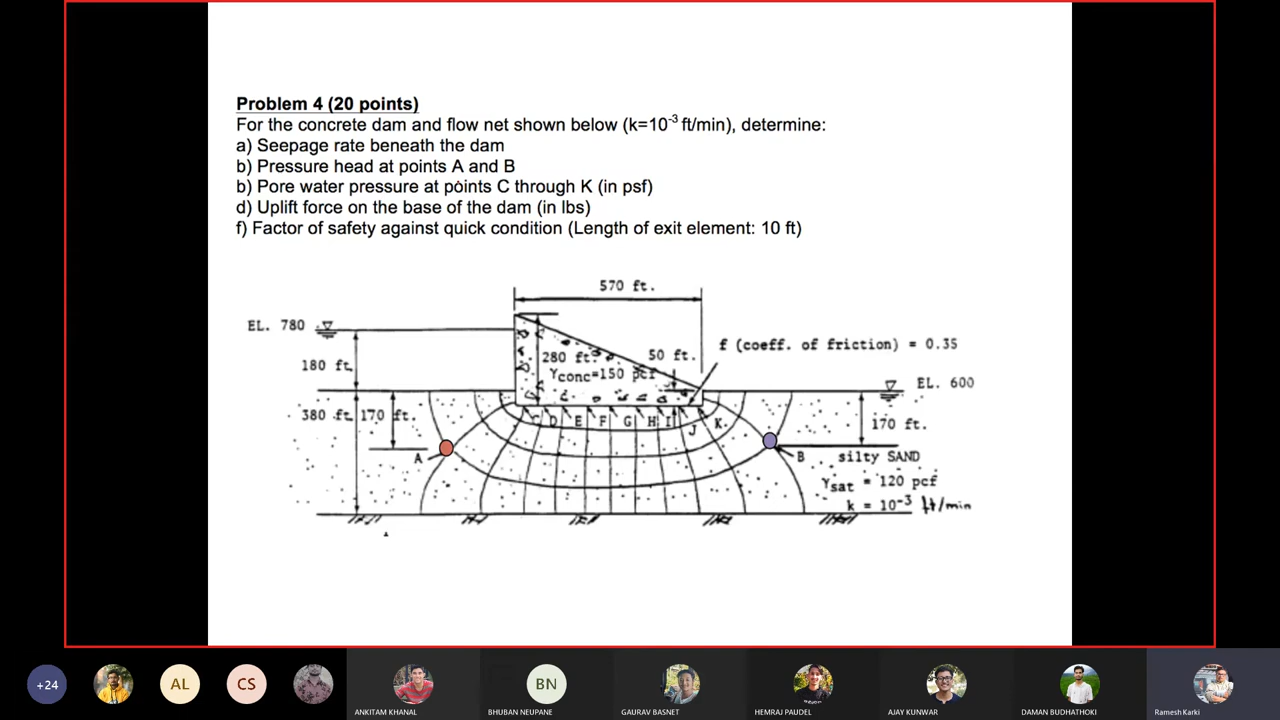 Problem 4 (20 points)
For the concrete dam and flow net shown below (k=10-3 ft/min), determine:
a) Seepage rate beneath the dam
b) Pressure head at points A and B
b) Pore water pressure at points C through K (in psf)
d) Uplift force on the base of the dam (in lbs)
f) Factor of safety against quick condition (Length of exit element: 10 ft)
570 ft.
EL. 780
180 ft.
280 ft.
50 ft.
γconc=150 pcf
f (coeff. of friction) = 0.35
EL. 600
380 ft. 170 ft.
C D E F G H I J K
170 ft.
A
B
silty SAND
γsat = 120 pcf
k = 10-3 ft/min
+24
AL
CS
BN
ANKITAM KHANAL
BHUBAN NEUPANE
GAURAV BASNET
HEMRAJ PAUDEL
AJAY KUNWAR
DAMAN BUDHATHOKI
Ramesh Karki